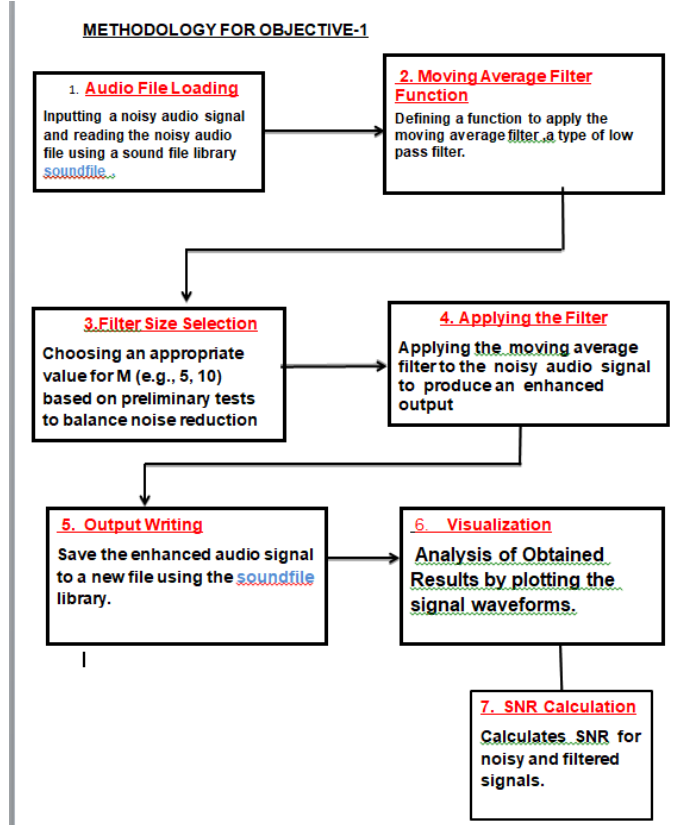 METHODOLOGY FOR OBJECTIVE-1
1. Audio File Loading
Inputting a noisy audio signal
and reading the noisy audio
file using a sound file library
soundfile .
2. Moving Average Filter
Function
Defining a function to apply the
moving average filter ,a type of low
pass filter.
3.Filter Size Selection
Choosing an appropriate
value for M (e.g., 5, 10)
based on preliminary tests
to balance noise reduction
4. Applying the Filter
Applying the moving average
filter to the noisy audio signal
to produce an enhanced
output
5. Output Writing
Save the enhanced audio signal
to a new file using the soundfile
library.
6. Visualization
Analysis of Obtained
Results by plotting the
signal waveforms.
7. SNR Calculation
Calculates SNR for
noisy and filtered
signals.